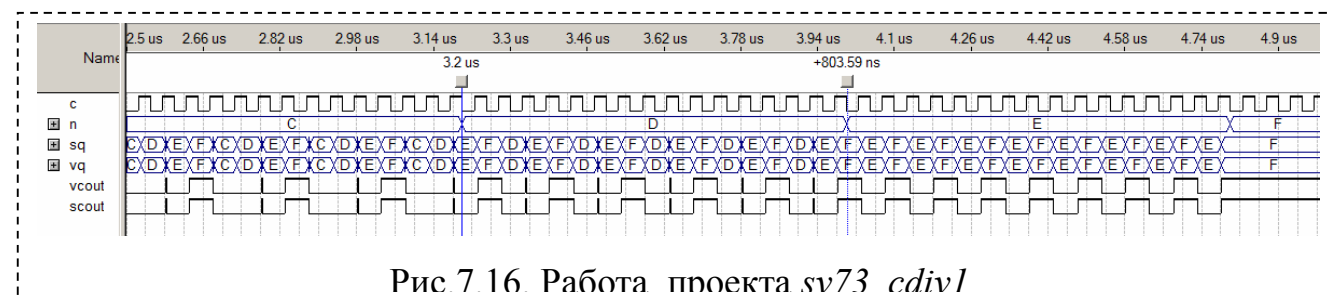 2.5 us 2.66 us 2.82 us 2.98 us 3.14 us 3.3 us 3.46 us 3.62 us 3.78 us 3.94 us 4.1 us 4.26 us 4.42 us 4.58 us 4.74 us 4.9 us
Name
3.2 us +803.59 ns
c
n C D E F
sq C D E F C D E F C D E F C D E F D E F D E F D E F D E F D E F E F E F E F E F E F E F E F E F
vq C D E F C D E F C D E F C D E F D E F D E F D E F D E F D E F E F E F E F E F E F E F E F E F
vcout
scout
Рис.7.16. Работа проекта sv73_cdiv1